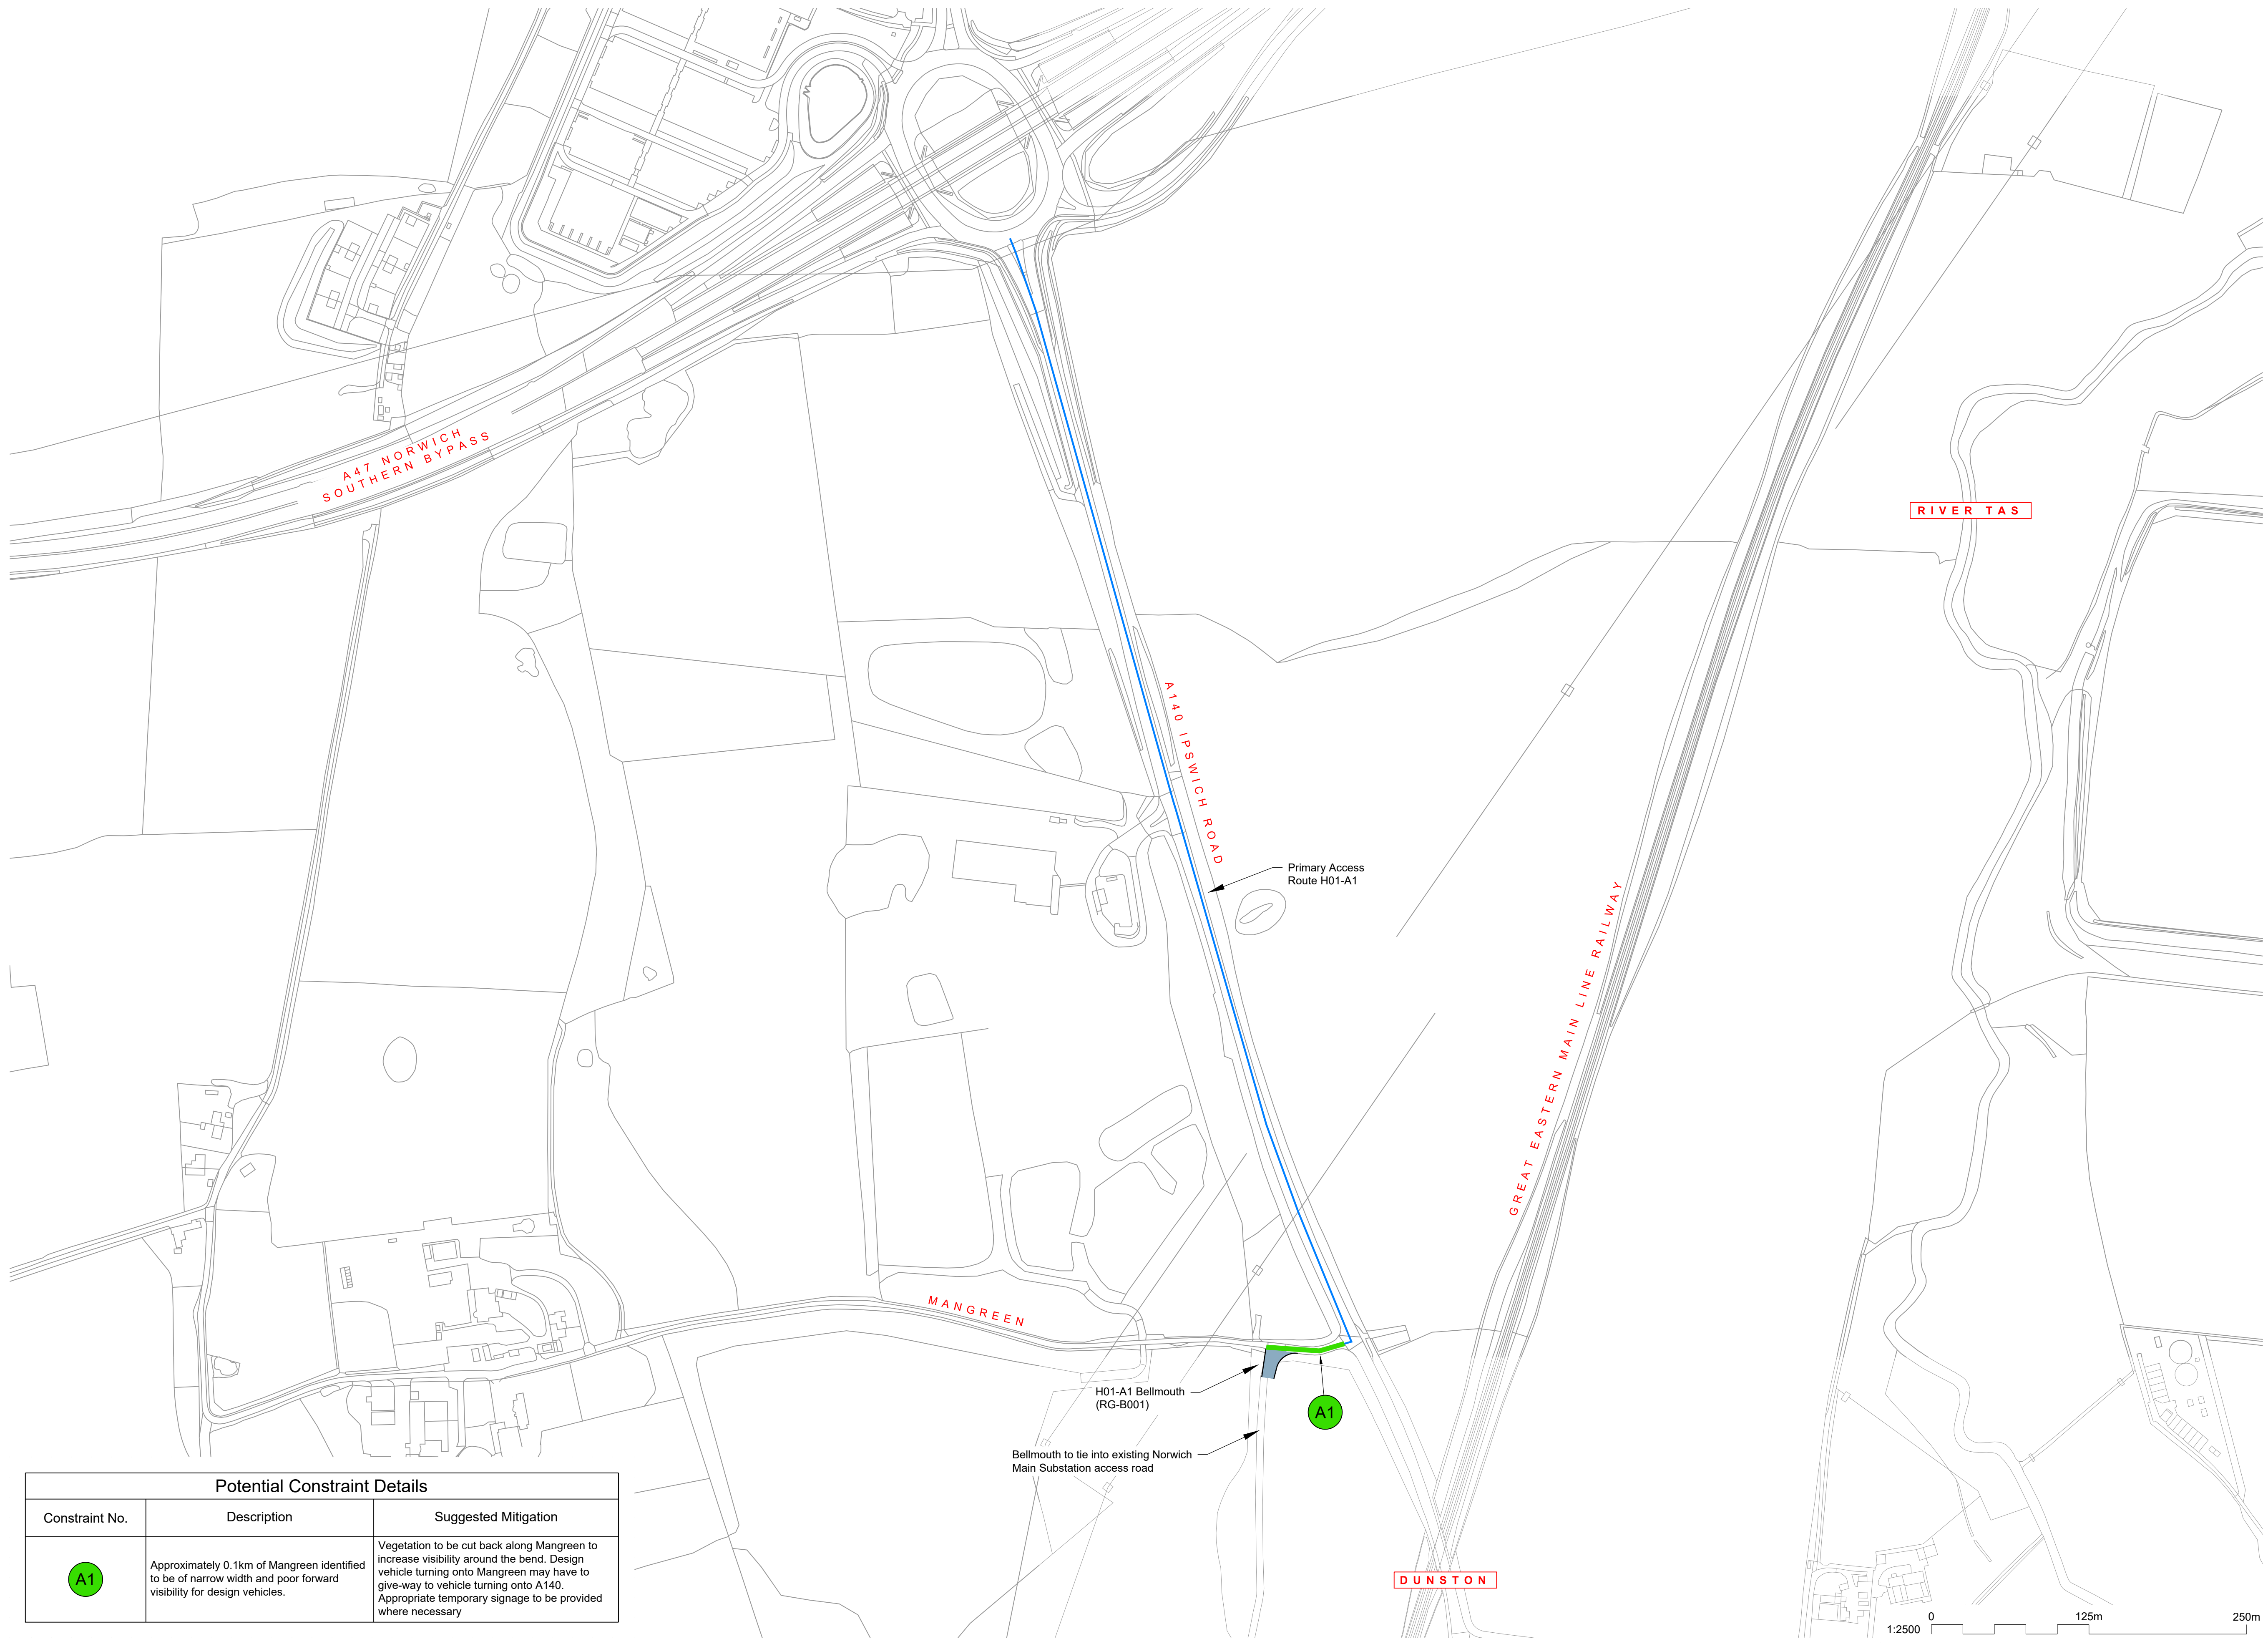 A47 NORWICH
SOUTHERN BYPASS
RIVER TAS
A140 IPSWICH ROAD
Primary Access
Route H01-A1
GREAT EASTERN MAIN LINE RAILWAY
MANGREEN
H01-A1 Bellmouth
(RG-B001)
A1
Bellmouth to tie into existing Norwich
Main Substation access road
DUNSTON
Potential Constraint Details
Constraint No.
Description
Suggested Mitigation
A1
Approximately 0.1km of Mangreen identified
to be of narrow width and poor forward
visibility for design vehicles.
Vegetation to be cut back along Mangreen to
increase visibility around the bend. Design
vehicle turning onto Mangreen may have to
give-way to vehicle turning onto A140.
Appropriate temporary signage to be provided
where necessary
0 125m 250m
1:2500